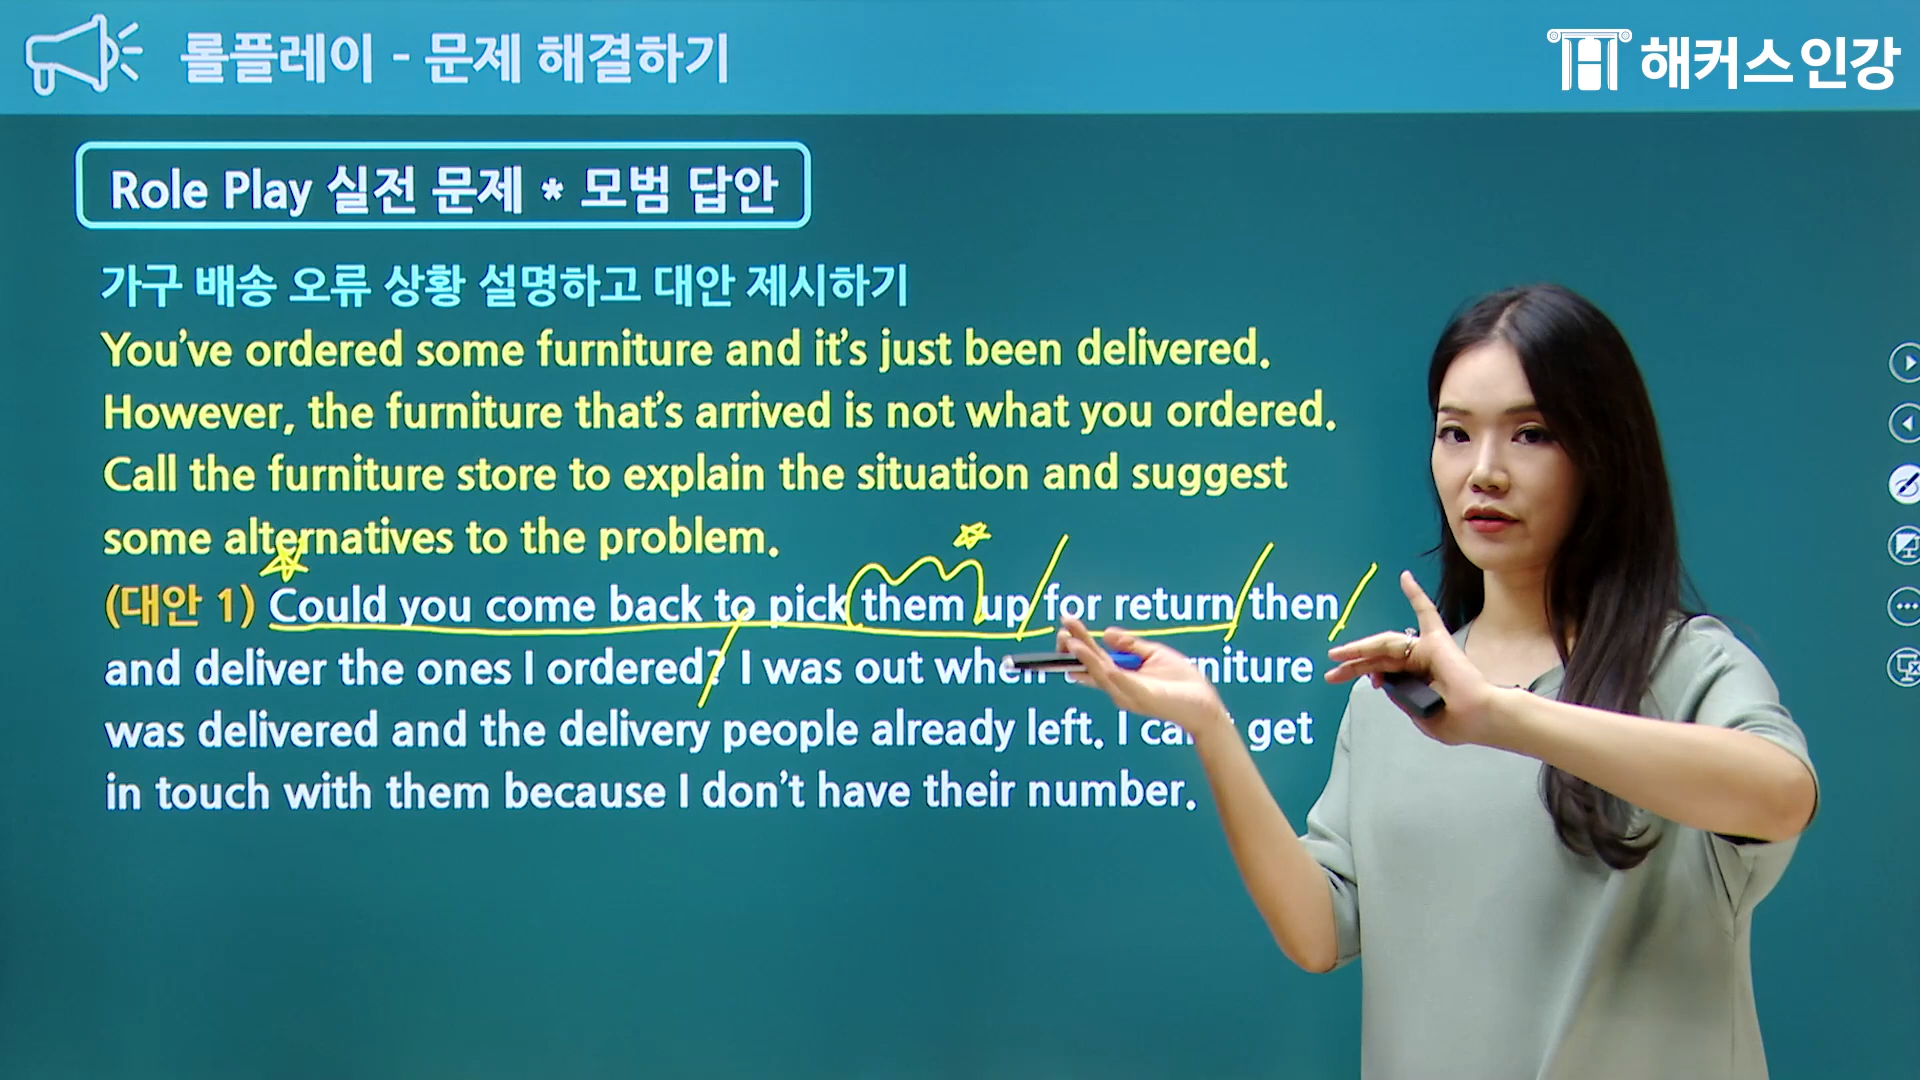 롤플레이 - 문제 해결하기
해커스인강
Role Play 실전 문제 * 모범 답안
가구 배송 오류 상황 설명하고 대안 제시하기
You've ordered some furniture and it's just been delivered.
However, the furniture that's arrived is not what you ordered.
Call the furniture store to explain the situation and suggest
some alternatives to the problem.
(대안 1) Could you come back to pick them up for return then
and deliver the ones I ordered? I was out when
was delivered and the delivery people already left. I get
in touch with them because I don't have their number.